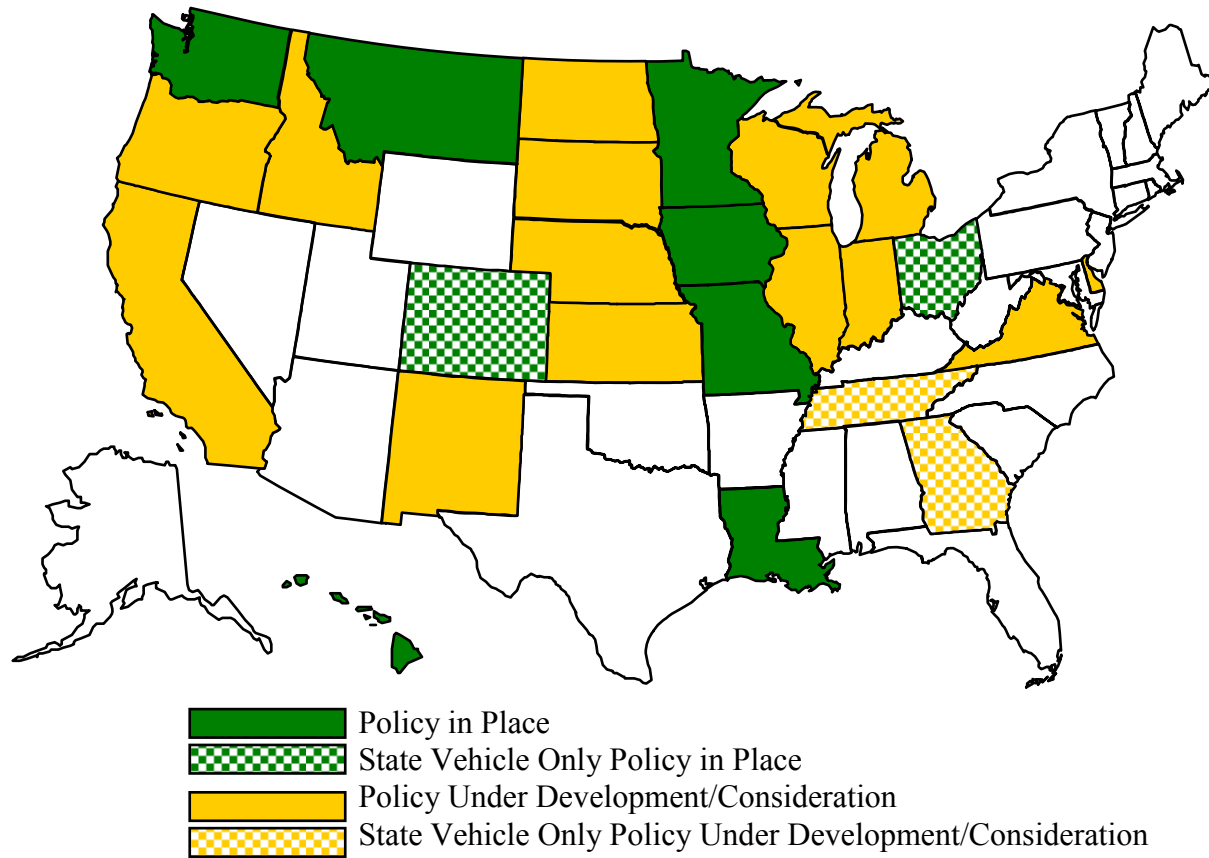 Policy in Place
State Vehicle Only Policy in Place
Policy Under Development/Consideration
State Vehicle Only Policy Under Development/Consideration